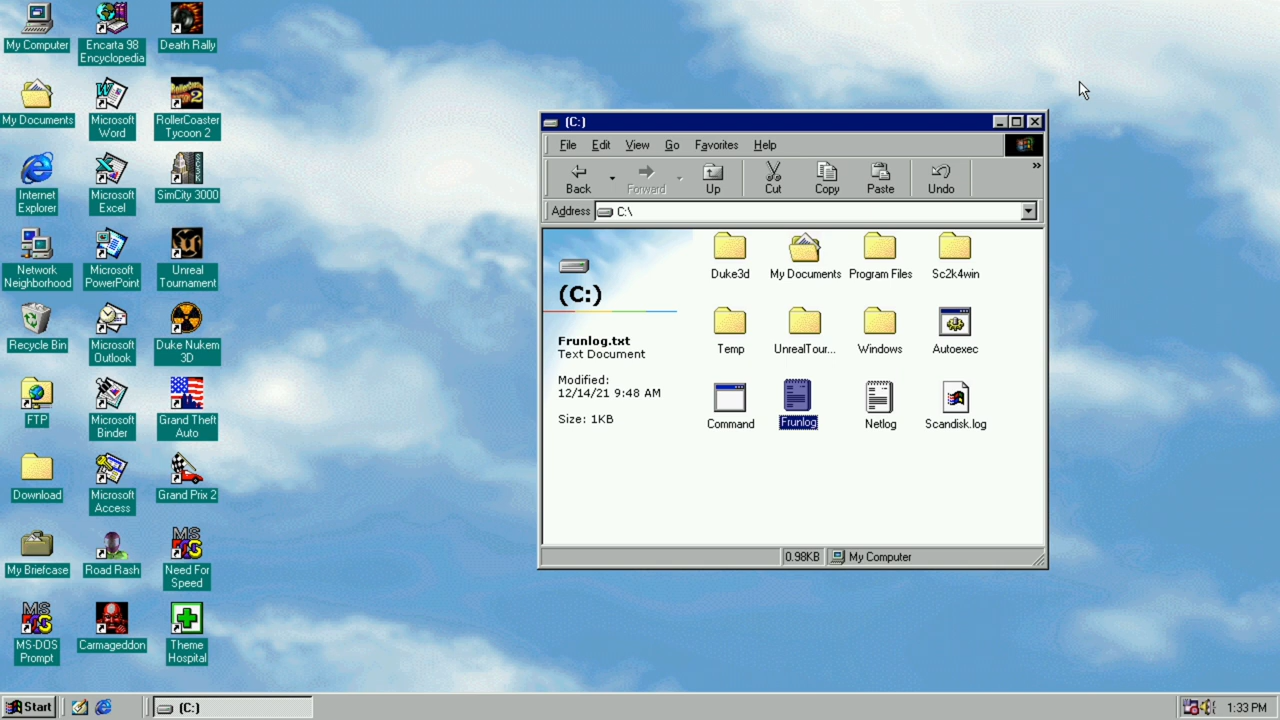 My Computer
Encarta 98
Encyclopedia
Death Rally
My Documents
Microsoft
Word
RollerCoaster
Tycoon 2
Internet
Explorer
Microsoft
Excel
SimCity 3000
Network
Neighborhood
Microsoft
PowerPoint
Unreal
Tournament
Recycle Bin
Microsoft
Outlook
Duke Nukem
3D
FTP
Microsoft
Binder
Grand Theft
Auto
Download
Microsoft
Access
Grand Prix 2
My Briefcase
Road Rash
Need For
Speed
MS-DOS
Prompt
Carmageddon
Theme
Hospital
(C:)
File Edit View Go Favorites Help
Back Forward Up Cut Copy Paste Undo
Address C:\
(C:)
Frunlog.txt
Text Document
Modified:
12/14/21 9:48 AM
Size: 1KB
Duke3d My Documents Program Files Sc2k4win
Temp UnrealTour... Windows Autoexec
Command Frunlog Netlog Scandisk.log
0.98KB My Computer
Start (C:) 1:33 PM